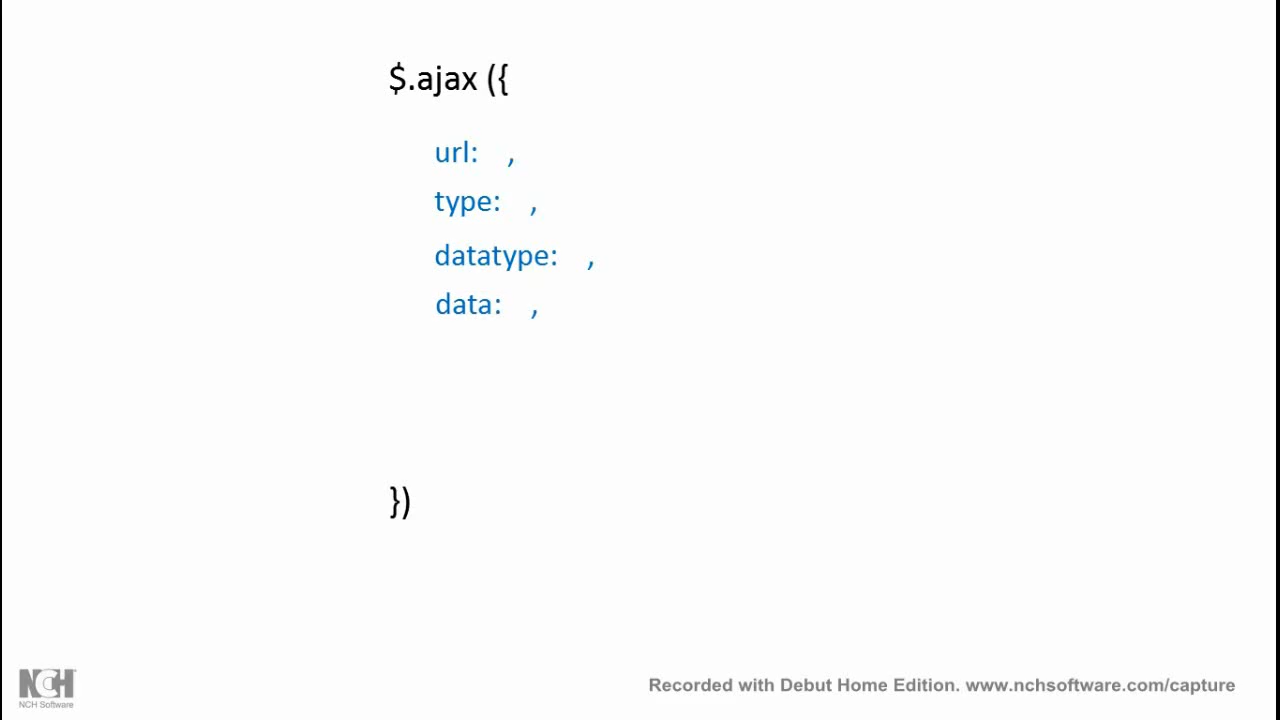 $.ajax ({
url: ,
type: ,
datatype: ,
data: ,
})
NCH
NCH Software
Recorded with Debut Home Edition. www.nchsoftware.com/capture